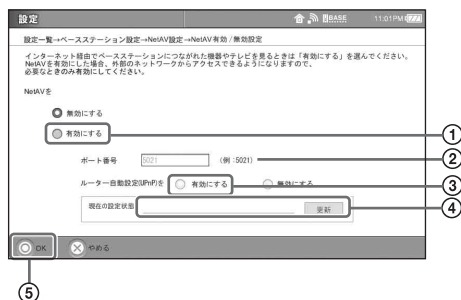 設定
BASE 11:01PM
設定一覧→ベースステーション設定→NetAV設定→NetAV有効/無効設定
インターネット経由でベースステーションにつながれた機器やテレビを見るときは「有効にする」を選んでください。
NetAVを有効にした場合、外部のネットワークからアクセスできるようになりますので、
必要なときのみ有効にしてください。
NetAVを
無効にする
有効にする
①
ポート番号 5021 (例:5021)
②
ルーター自動設定(UPnP)を 有効にする 無効にする
③
現在の設定状態 更新
④
OK やめる
⑤